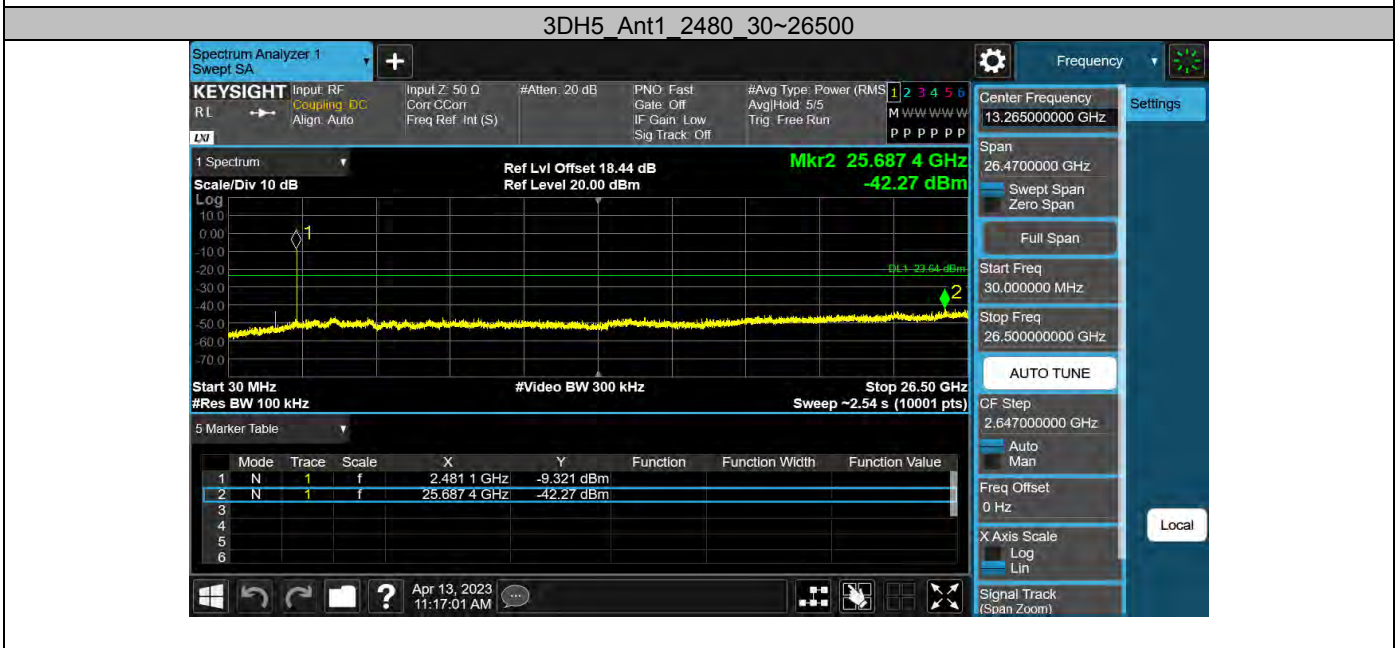 3DH5_Ant1_2480_30~26500
Spectrum Analyzer 1
Swept SA
+
Frequency
KEYSIGHT
RL
LXI
Input: RF
Coupling: DC
Align: Auto
Input Z: 50 Ω
Corr CCorr
Freq Ref: Int (S)
#Atten: 20 dB
PNO: Fast
Gate: Off
IF Gain: Low
Sig Track: Off
#Avg Type: Power (RMS
Avg|Hold: 5/5
Trig: Free Run
1 2 3 4 5 6
M W W W W W
P P P P P P
1 Spectrum
Scale/Div 10 dB
Ref Lvl Offset 18.44 dB
Ref Level 20.00 dBm
Mkr2 25.687 4 GHz
-42.27 dBm
Log
10.0
0.00
-10.0
-20.0
-30.0
-40.0
-50.0
-60.0
-70.0
1
DL1 -23.64 dBm
2
Start 30 MHz
#Video BW 300 kHz
Stop 26.50 GHz
#Res BW 100 kHz
Sweep ~2.54 s (10001 pts)
5 Marker Table
Mode Trace Scale X Y Function Function Width Function Value
1 N 1 f 2.481 1 GHz -9.321 dBm
2 N 1 f 25.687 4 GHz -42.27 dBm
3
4
5
6
Center Frequency
13.265000000 GHz
Settings
Span
26.4700000 GHz
Swept Span
Zero Span
Full Span
Start Freq
30.000000 MHz
Stop Freq
26.500000000 GHz
AUTO TUNE
CF Step
2.647000000 GHz
Auto
Man
Freq Offset
0 Hz
Local
X Axis Scale
Log
Lin
Signal Track
(Span Zoom)
?
Apr 13, 2023
11:17:01 AM